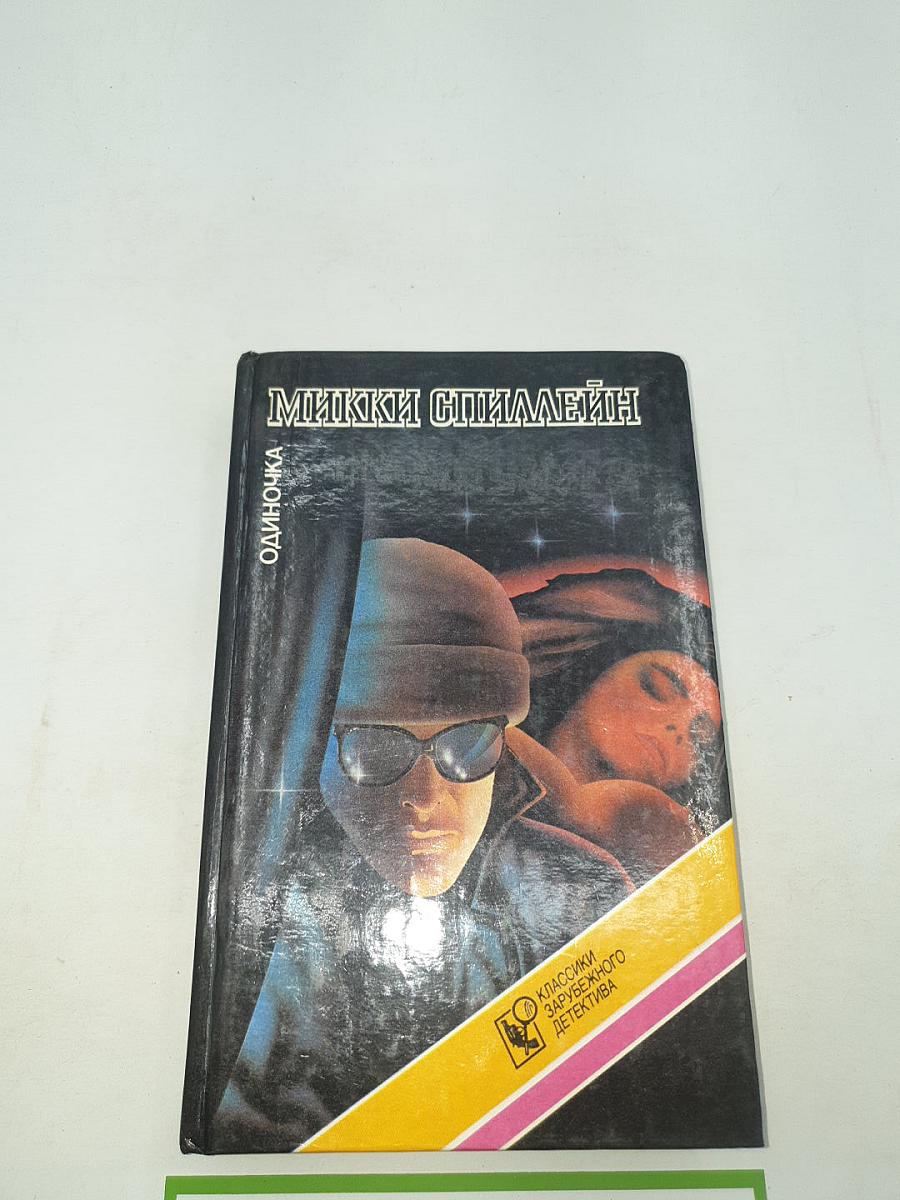 МИККИ СПИЛЛЕЙН
ОДИНОЧКА
КЛАССИКИ
ЗАРУБЕЖНОГО
ДЕТЕКТИВА